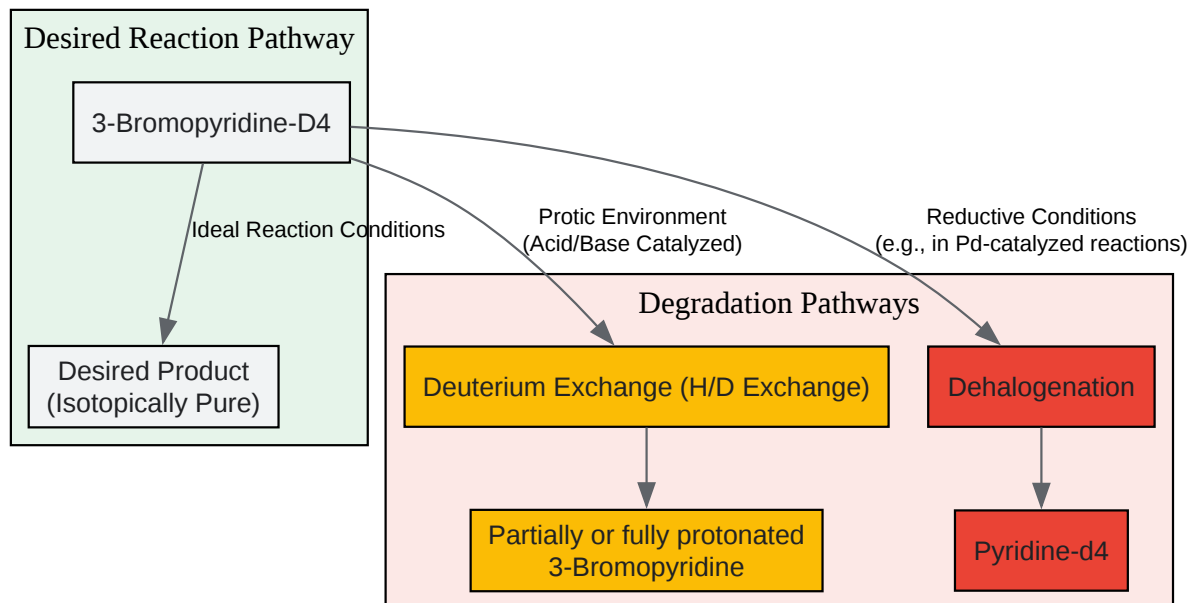 Desired Reaction Pathway
3-Bromopyridine-D4
Ideal Reaction Conditions
Protic Environment
(Acid/Base Catalyzed)
Reductive Conditions
(e.g., in Pd-catalyzed reactions)
Desired Product
(Isotopically Pure)
Degradation Pathways
Deuterium Exchange (H/D Exchange)
Dehalogenation
Partially or fully protonated
3-Bromopyridine
Pyridine-d4